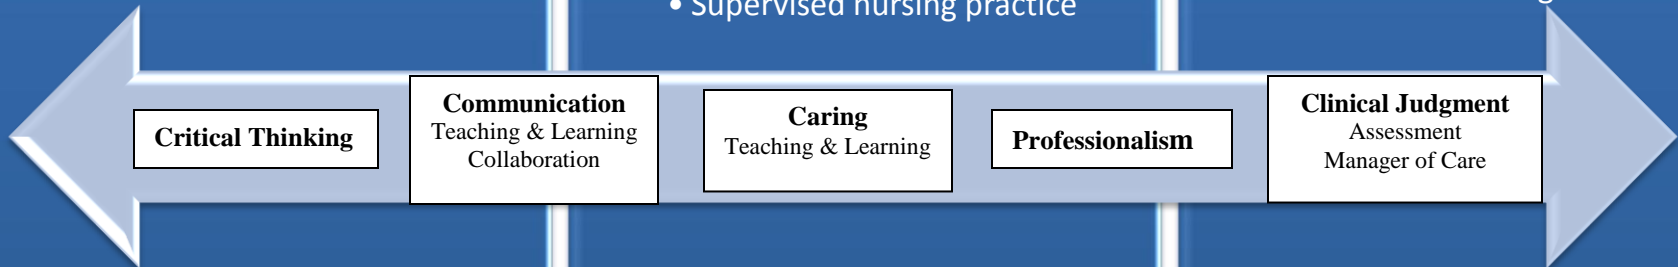 • Supervised nursing practice
Critical Thinking
Communication
Teaching & Learning
Collaboration
Caring
Teaching & Learning
Professionalism
Clinical Judgment
Assessment
Manager of Care